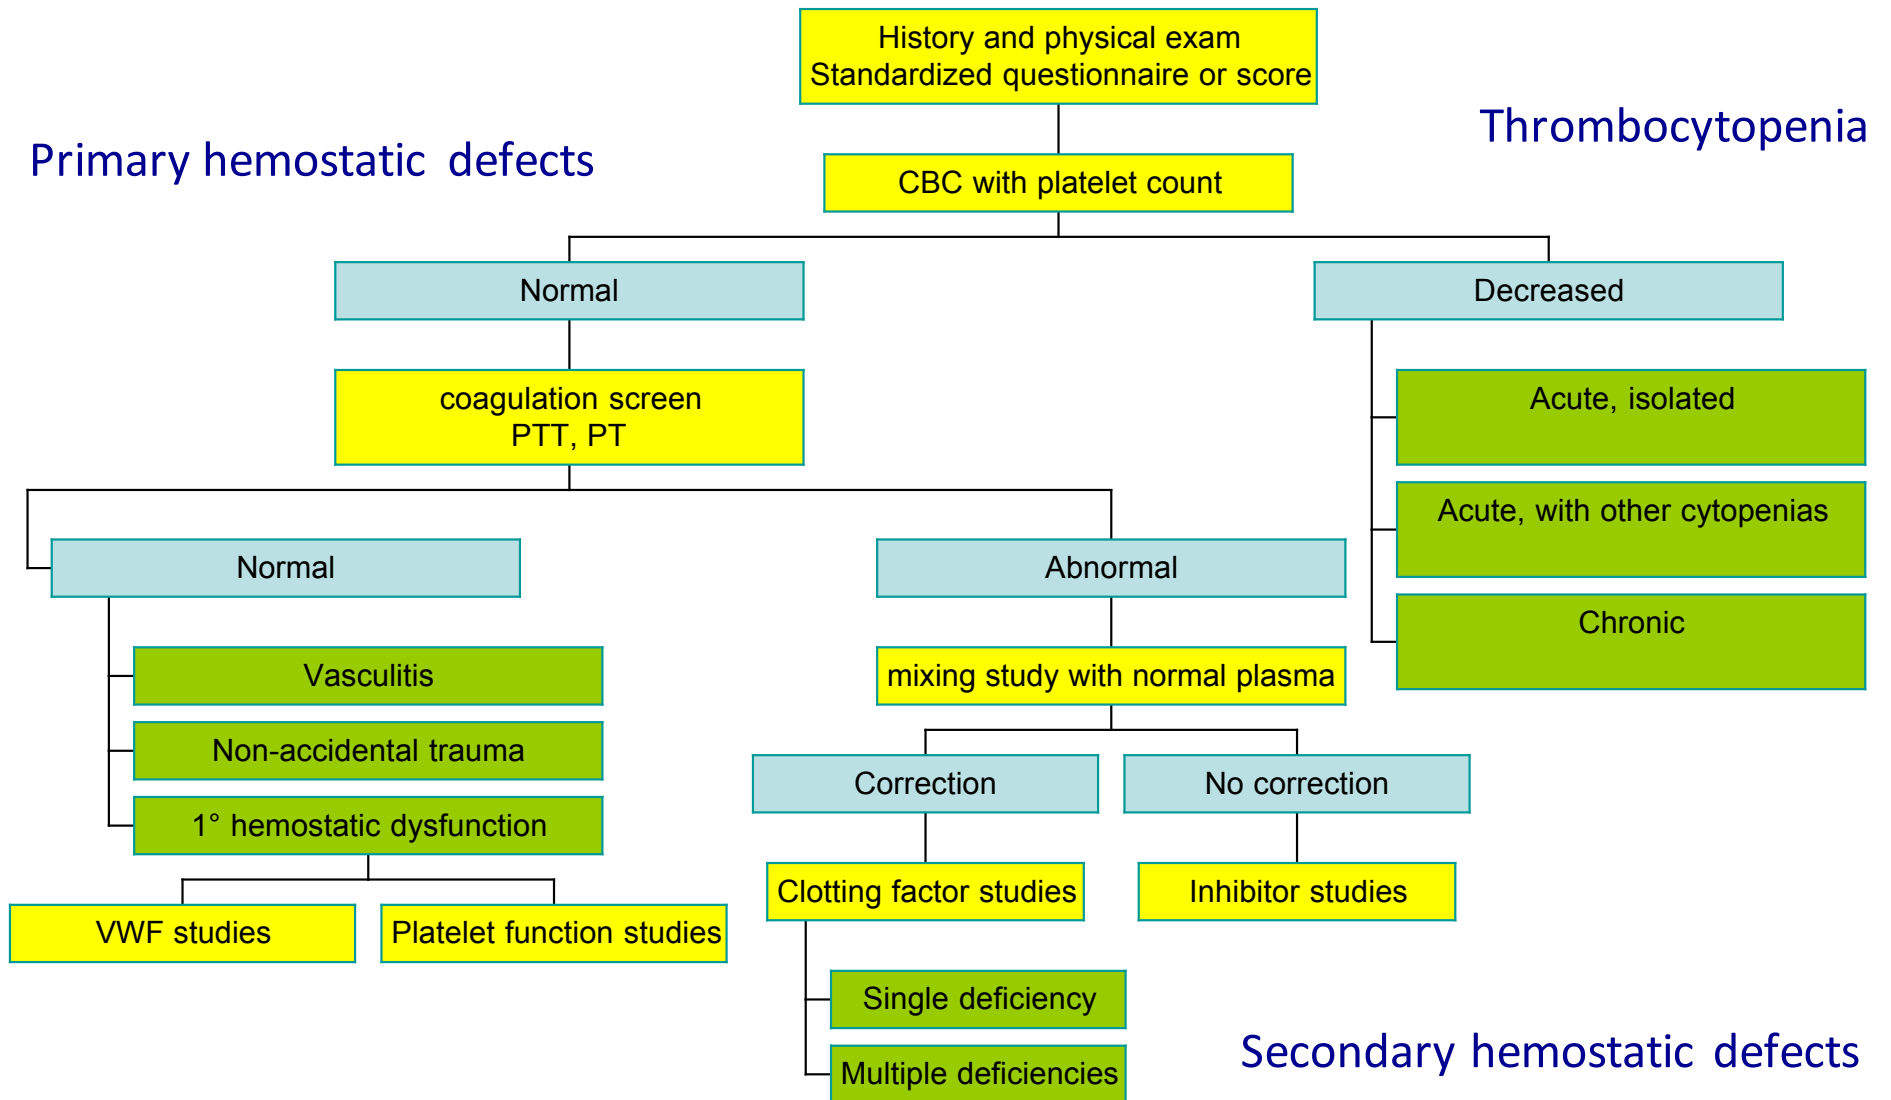 History and physical exam
Standardized questionnaire or score
Thrombocytopenia
Primary hemostatic defects
CBC with platelet count
Normal
Decreased
coagulation screen
PTT, PT
Acute, isolated
Acute, with other cytopenias
Chronic
Normal
Abnormal
Vasculitis
Non-accidental trauma
1° hemostatic dysfunction
VWF studies
Platelet function studies
mixing study with normal plasma
Correction
No correction
Clotting factor studies
Inhibitor studies
Single deficiency
Multiple deficiencies
Secondary hemostatic defects